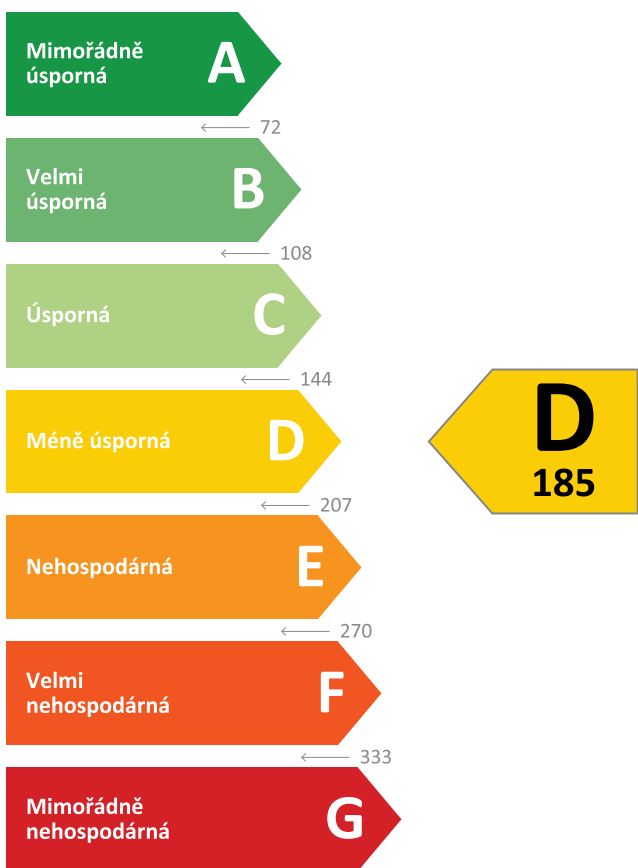 Mimořádně
úsporná
A
72
Velmi
úsporná
B
108
Úsporná
C
144
Méně úsporná
D
D
185
207
Nehospodárná
E
270
Velmi
nehospodárná
F
333
Mimořádně
nehospodárná
G